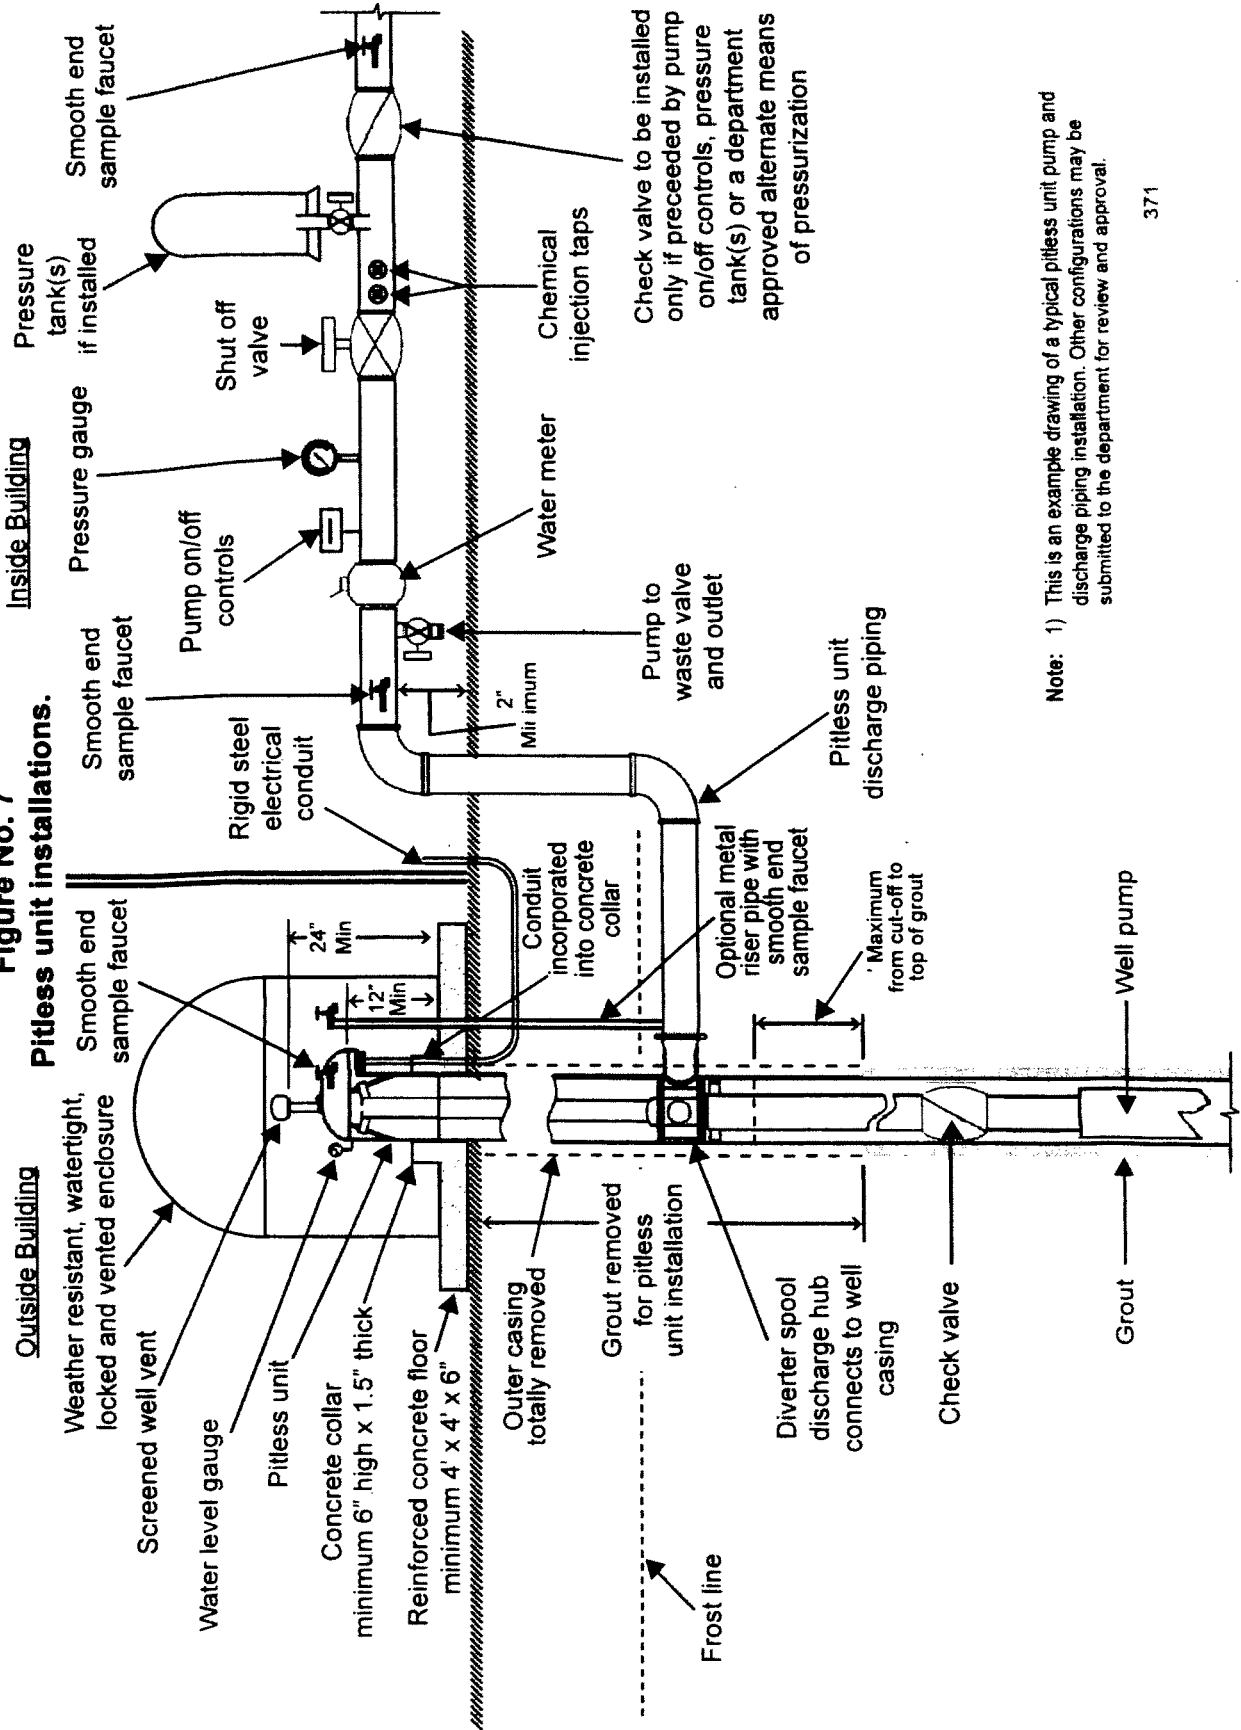 Figure No. 7
Pitless unit installations.
Outside Building
Inside Building
Weather resistant, watertight,
locked and vented enclosure
Smooth end
sample faucet
Screened well vent
Water level gauge
Pitless unit
Concrete collar
minimum 6" high x 1.5" thick
Reinforced concrete floor
minimum 4' x 4' x 6"
24"
Min
12"
Min
Rigid steel
electrical
conduit
Conduit
incorporated
into concrete
collar
Smooth end
sample faucet
Pump on/off
controls
Pressure gauge
Shut off
valve
Pressure
tank(s)
if installed
Smooth end
sample faucet
2"
Mii imum
Water meter
Pump to
waste valve
and outlet
Chemical
injection taps
Check valve to be installed
only if preceeded by pump
on/off controls, pressure
tank(s) or a department
approved alternate means
of pressurization
Outer casing
totally removed
Grout removed
for pitless
unit installation
Optional metal
riser pipe with
smooth end
sample faucet
Pitless unit
discharge piping
' Maximum
from cut-off to
top of grout
Frost line
Diverter spool
discharge hub
connects to well
casing
Check valve
Grout
Well pump
Note: 1) This is an example drawing of a typical pitless unit pump and
discharge piping installation. Other configurations may be
submitted to the department for review and approval.
371